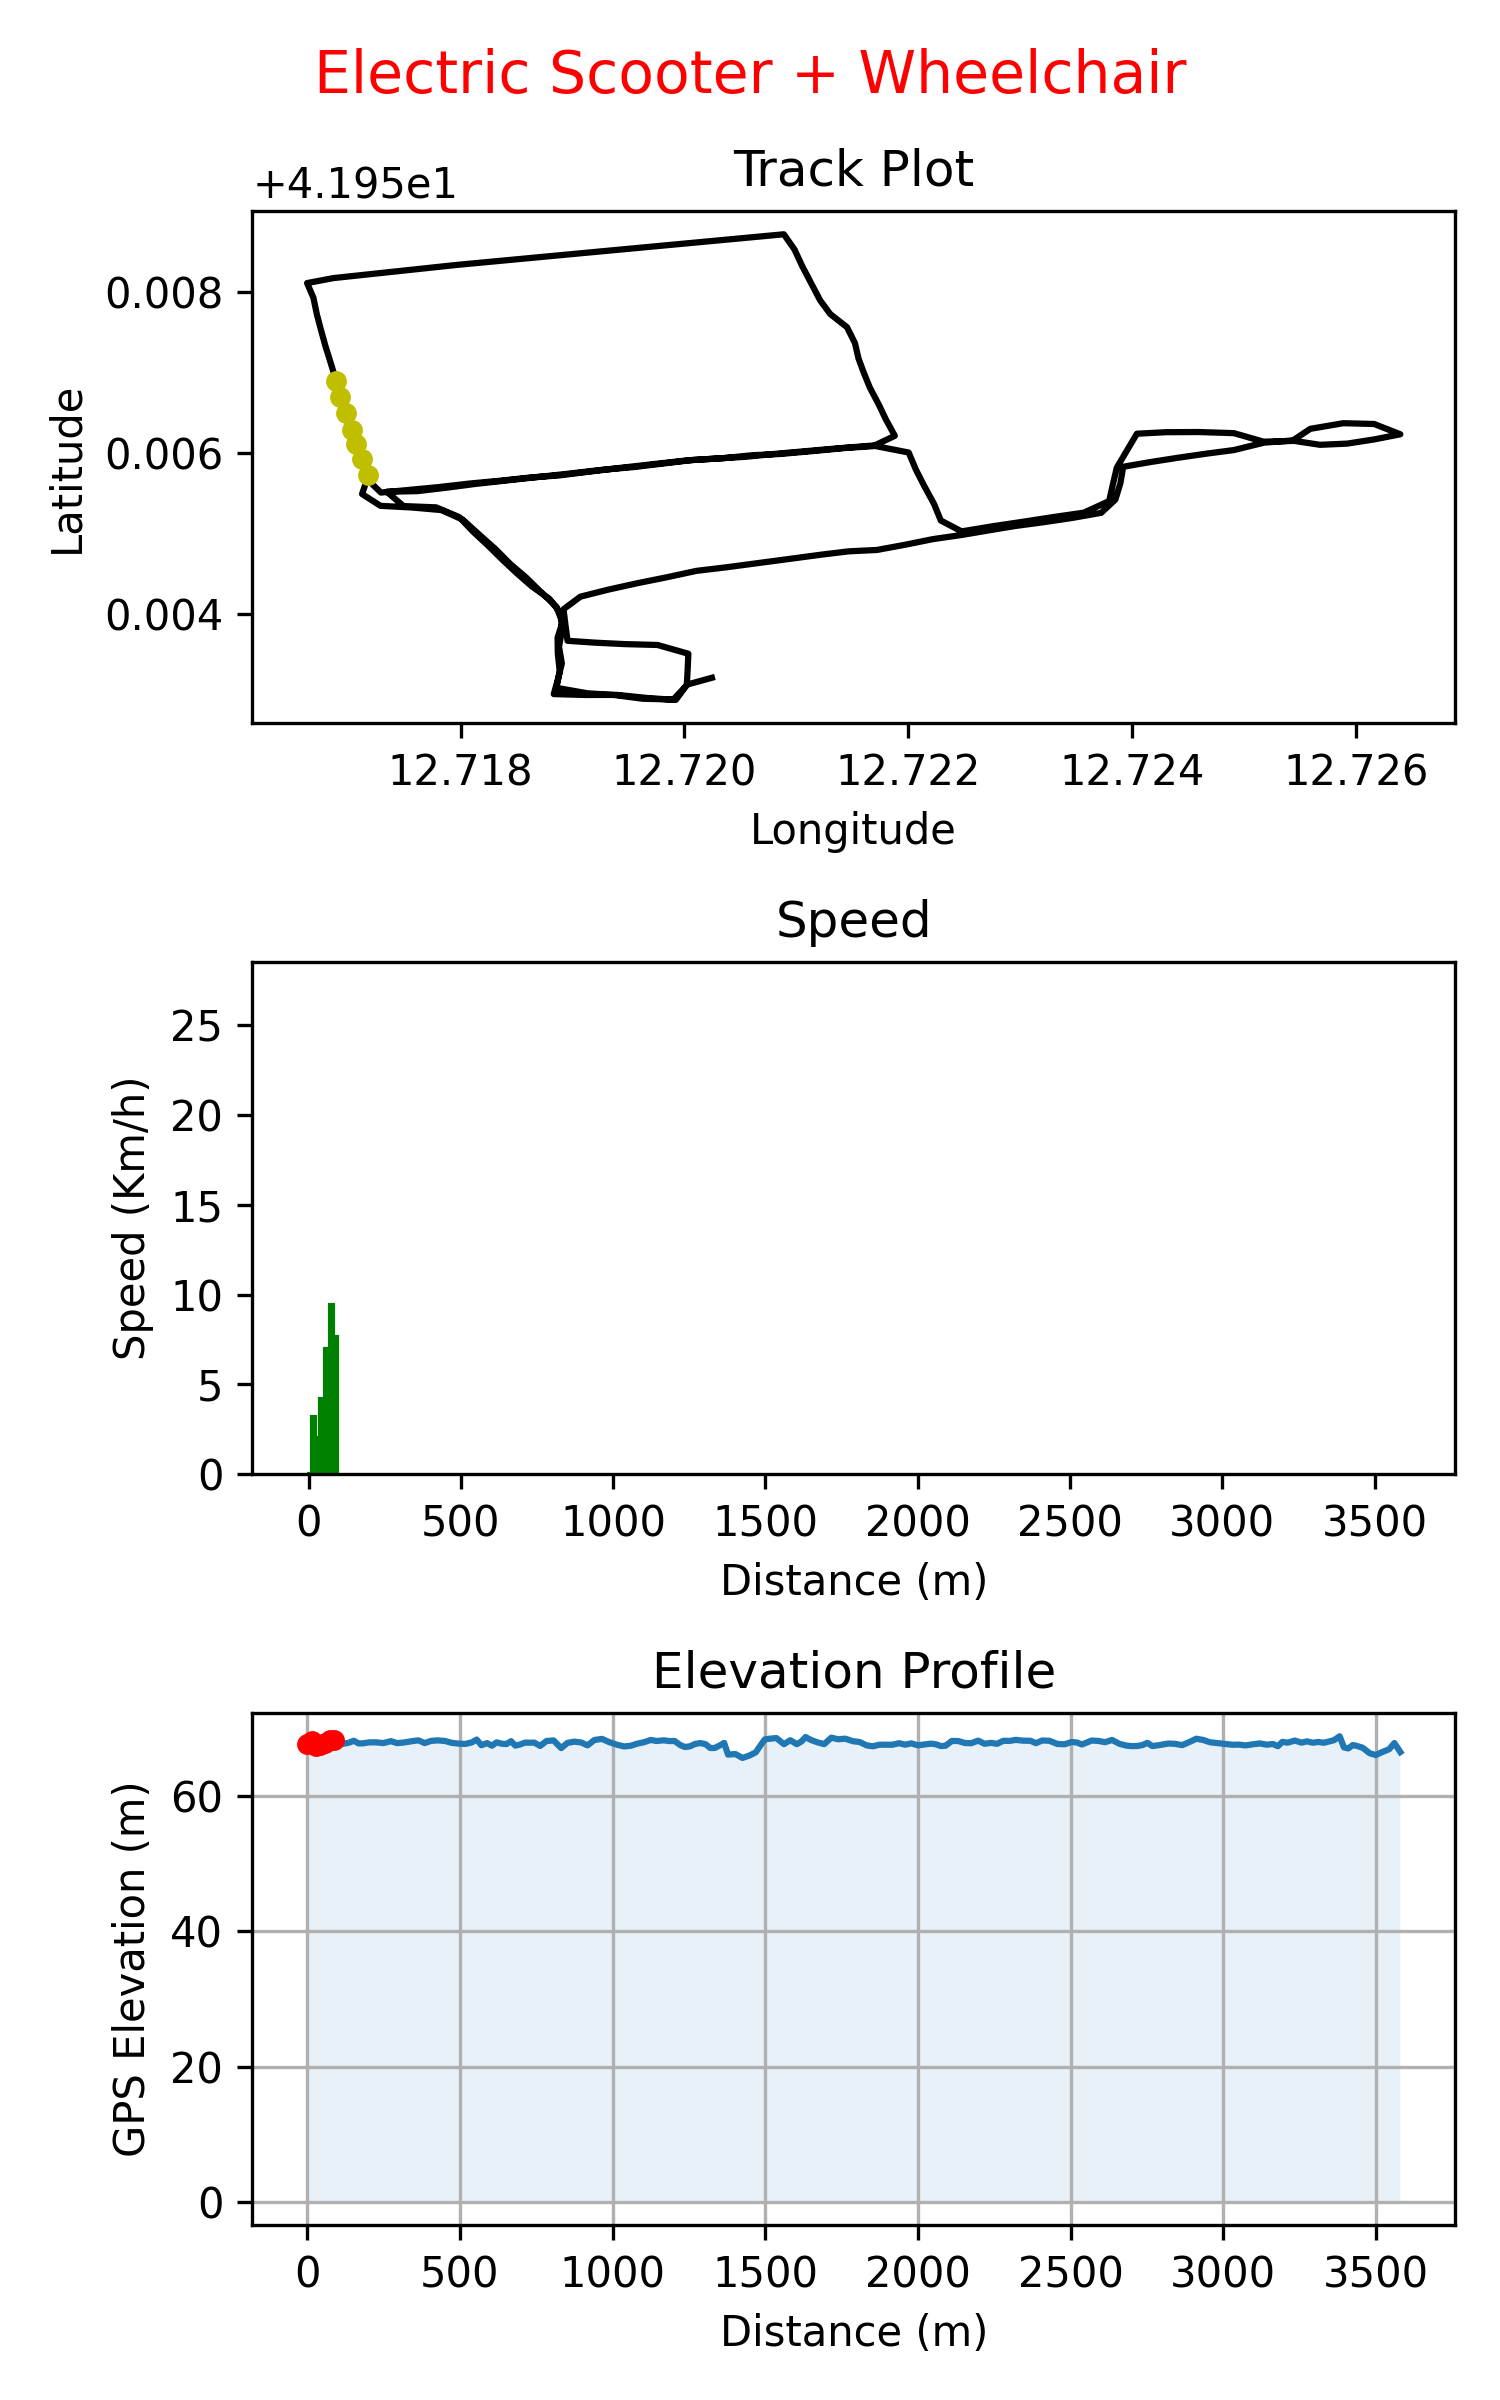 Electric Scooter + Wheelchair
Track Plot
+4.195e1
0.008
0.006
0.004
Latitude
12.718 12.720 12.722 12.724 12.726
Longitude
Speed
25
20
15
10
5
0
Speed (Km/h)
0 500 1000 1500 2000 2500 3000 3500
Distance (m)
Elevation Profile
60
40
20
0
GPS Elevation (m)
0 500 1000 1500 2000 2500 3000 3500
Distance (m)